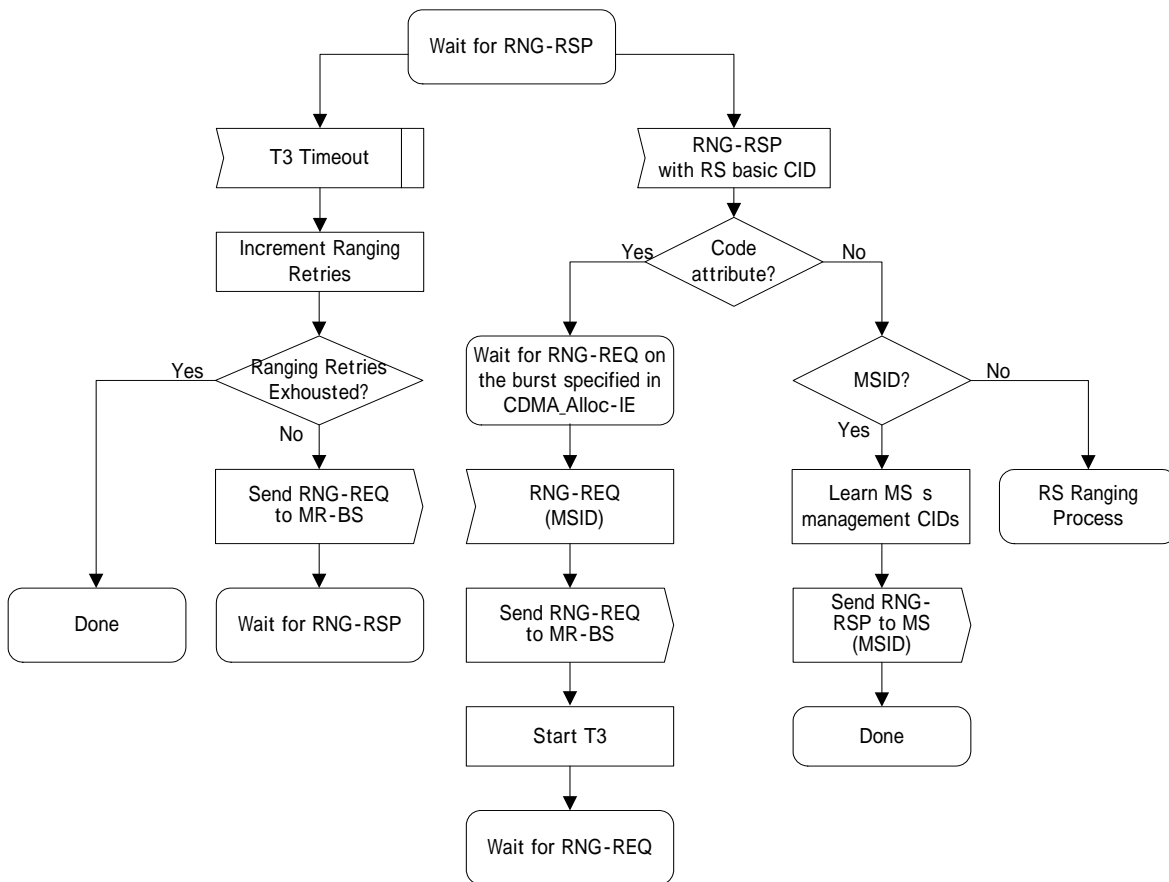 Wait for RNG-RSP
T3 Timeout
RNG-RSP
with RS basic CID
Increment Ranging
Retries
Yes
Code
attribute?
No
Yes
Ranging Retries
Exhousted?
No
Wait for RNG-REQ on
the burst specified in
CDMA_Alloc-IE
MSID?
No
Yes
Send RNG-REQ
to MR-BS
RNG-REQ
(MSID)
Learn MS s
management CIDs
RS Ranging
Process
Done
Wait for RNG-RSP
Send RNG-REQ
to MR-BS
Send RNG-
RSP to MS
(MSID)
Start T3
Done
Wait for RNG-REQ